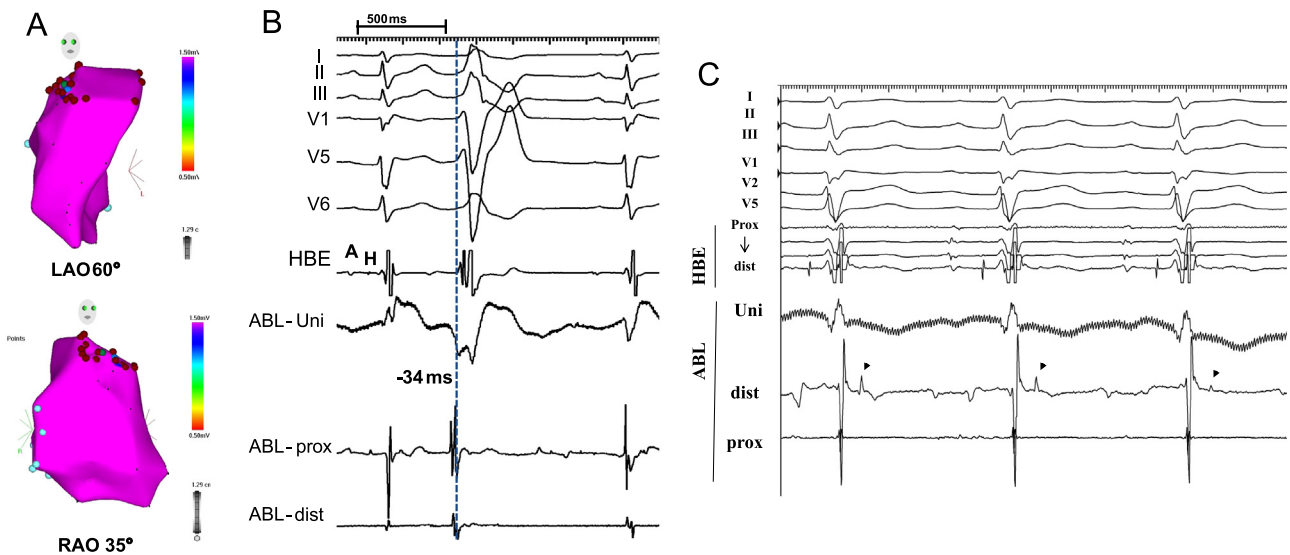 A
1.50mV
0.50mV
L
1.29 c
LAO60°
Points
1.50mV
0.50mV
R
1.29 cm
RAO 35°
B
500 ms
I
II
III
V1
V5
V6
HBE
A H
ABL-Uni
-34 ms
ABL-prox
ABL-dist
C
I
II
III
V1
V2
V5
Prox
HBE
dist
Uni
ABL
dist
prox